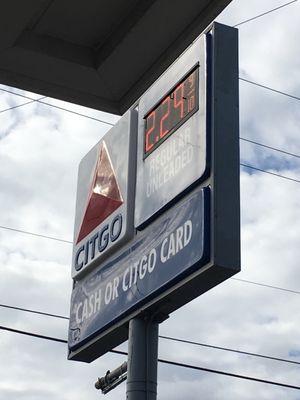 CITGO
2.24 9/10
REGULAR
UNLEADED
CASH OR CITGO CARD